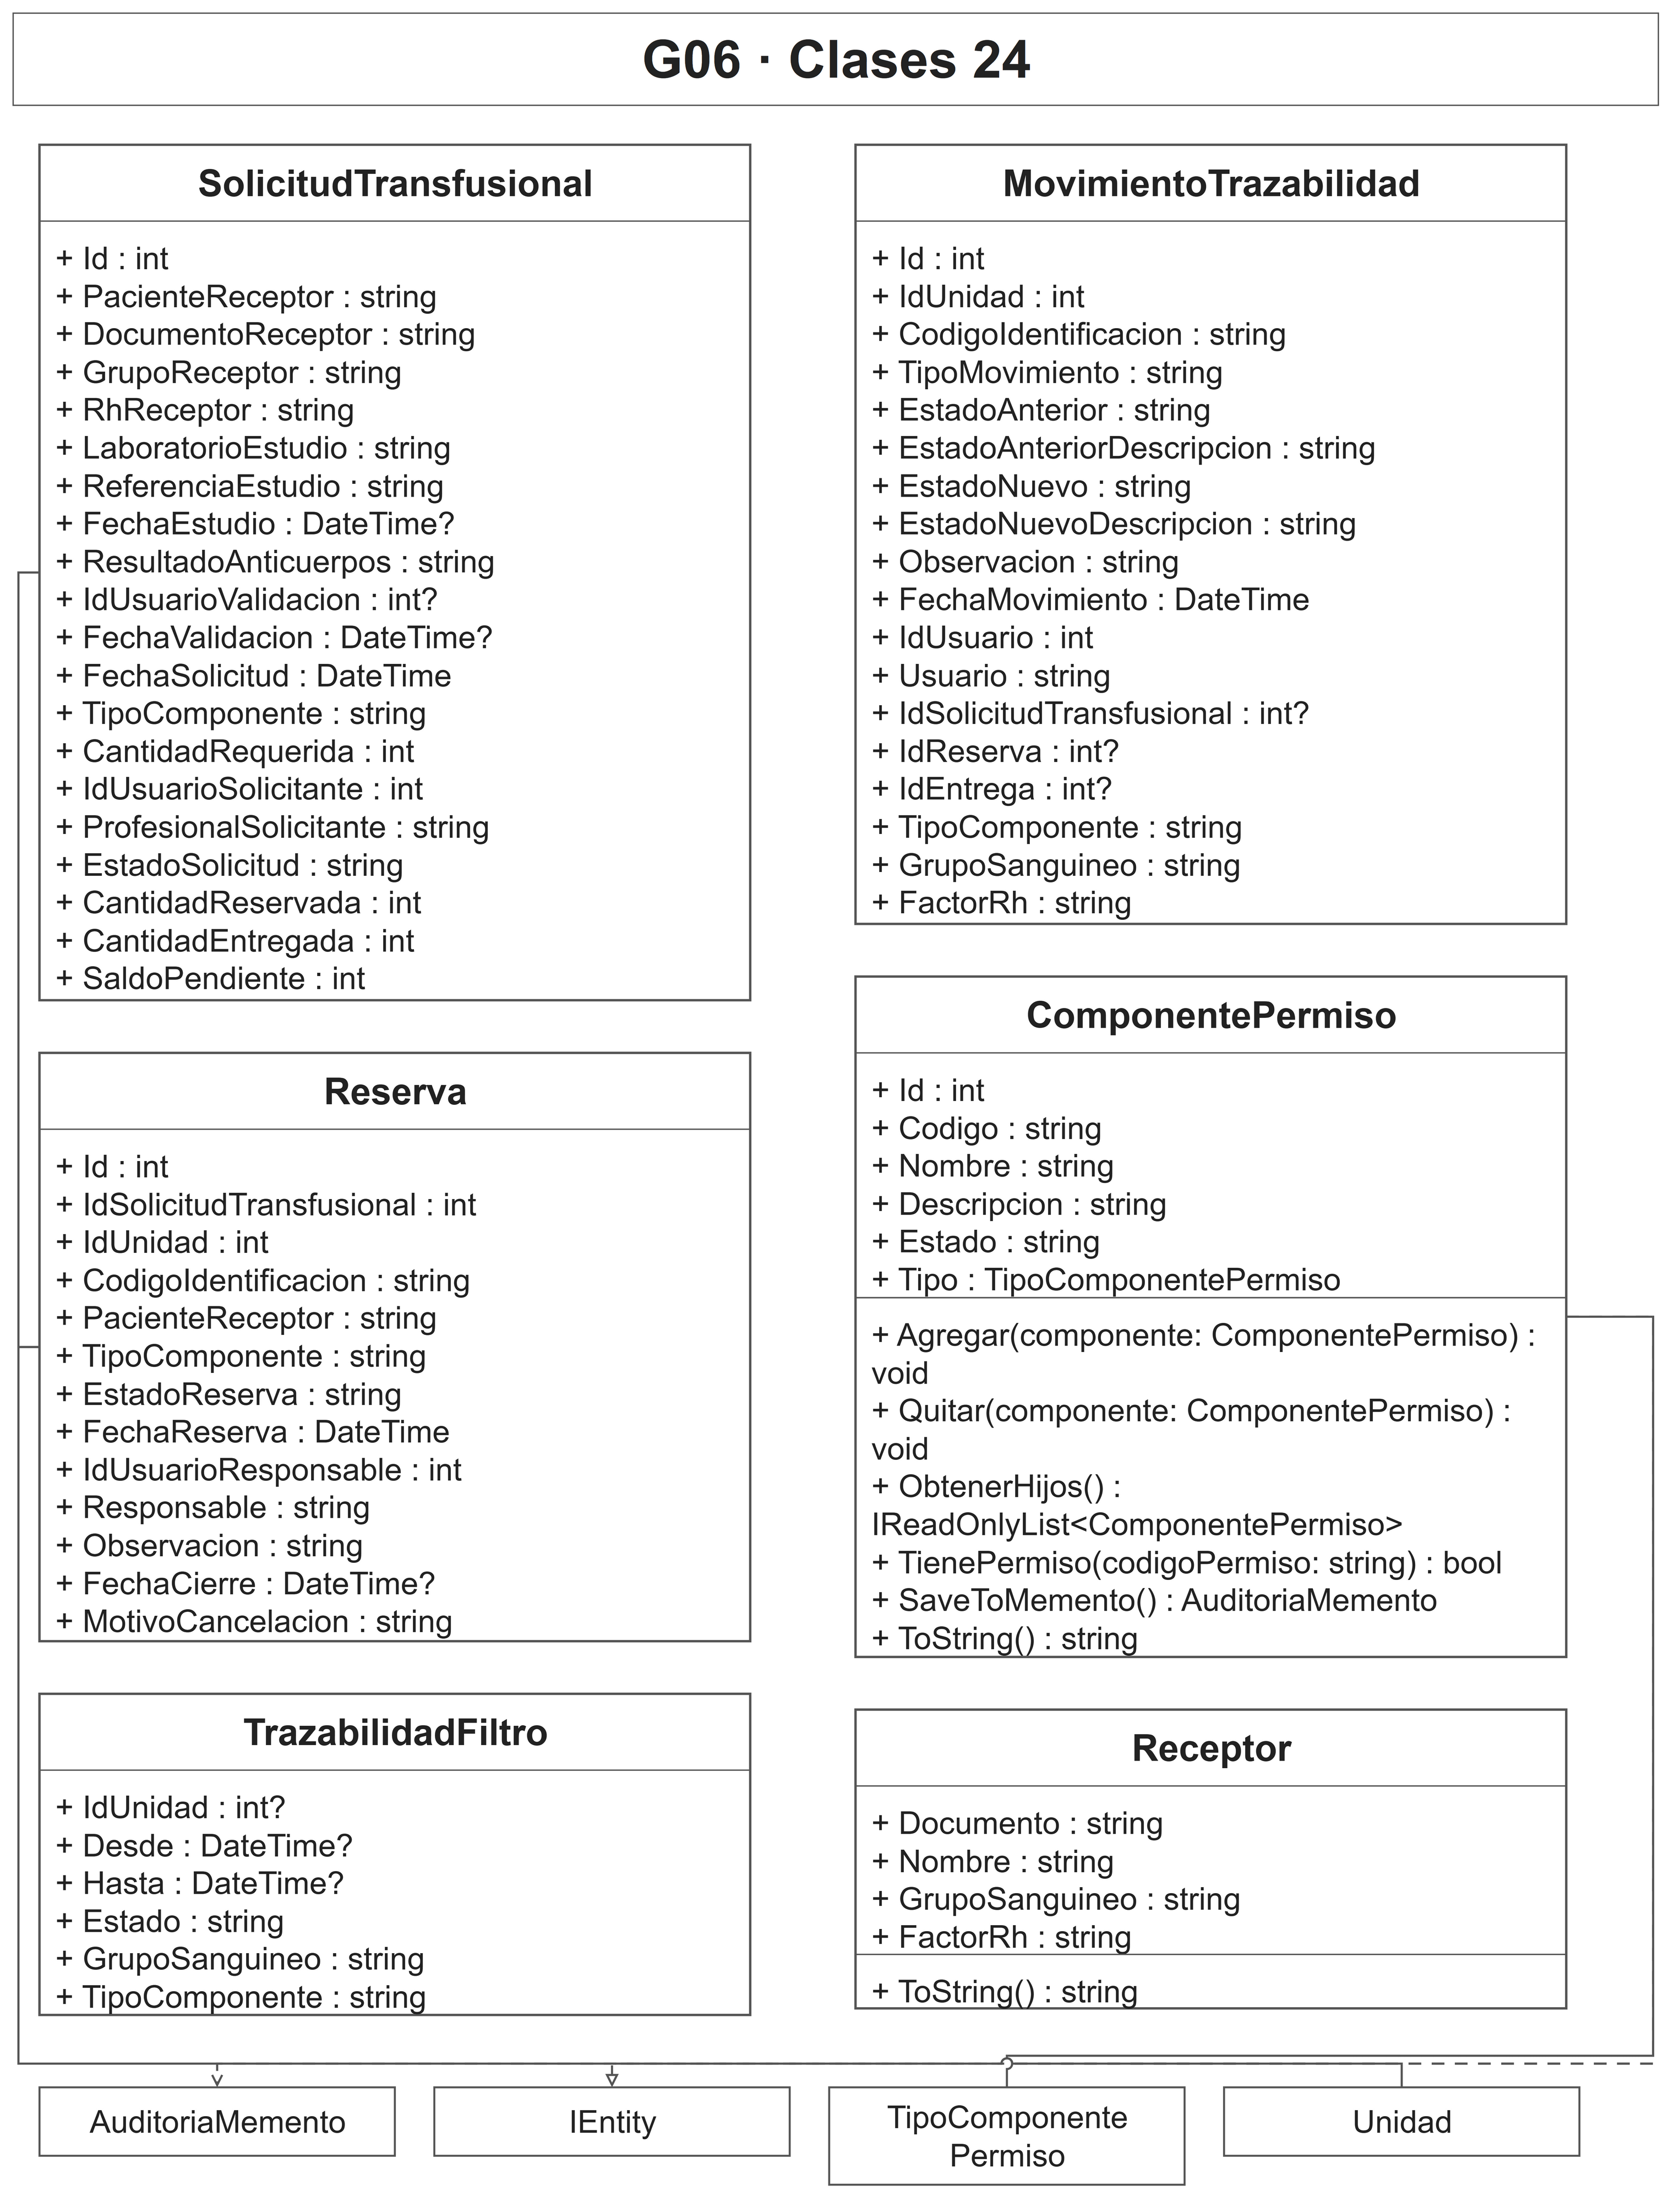 G06 · Clases 24
SolicitudTransfusional
+ Id : int
+ PacienteReceptor : string
+ DocumentoReceptor : string
+ GrupoReceptor : string
+ RhReceptor : string
+ LaboratorioEstudio : string
+ ReferenciaEstudio : string
+ FechaEstudio : DateTime?
+ ResultadoAnticuerpos : string
+ IdUsuarioValidacion : int?
+ FechaValidacion : DateTime?
+ FechaSolicitud : DateTime
+ TipoComponente : string
+ CantidadRequerida : int
+ IdUsuarioSolicitante : int
+ ProfesionalSolicitante : string
+ EstadoSolicitud : string
+ CantidadReservada : int
+ CantidadEntregada : int
+ SaldoPendiente : int
MovimientoTrazabilidad
+ Id : int
+ IdUnidad : int
+ CodigoIdentificacion : string
+ TipoMovimiento : string
+ EstadoAnterior : string
+ EstadoAnteriorDescripcion : string
+ EstadoNuevo : string
+ EstadoNuevoDescripcion : string
+ Observacion : string
+ FechaMovimiento : DateTime
+ IdUsuario : int
+ Usuario : string
+ IdSolicitudTransfusional : int?
+ IdReserva : int?
+ IdEntrega : int?
+ TipoComponente : string
+ GrupoSanguineo : string
+ FactorRh : string
Reserva
+ Id : int
+ IdSolicitudTransfusional : int
+ IdUnidad : int
+ CodigoIdentificacion : string
+ PacienteReceptor : string
+ TipoComponente : string
+ EstadoReserva : string
+ FechaReserva : DateTime
+ IdUsuarioResponsable : int
+ Responsable : string
+ Observacion : string
+ FechaCierre : DateTime?
+ MotivoCancelacion : string
ComponentePermiso
+ Id : int
+ Codigo : string
+ Nombre : string
+ Descripcion : string
+ Estado : string
+ Tipo : TipoComponentePermiso
+ Agregar(componente: ComponentePermiso) :
void
+ Quitar(componente: ComponentePermiso) :
void
+ ObtenerHijos() :
IReadOnlyList<ComponentePermiso>
+ TienePermiso(codigoPermiso: string) : bool
+ SaveToMemento() : AuditoriaMemento
+ ToString() : string
TrazabilidadFiltro
+ IdUnidad : int?
+ Desde : DateTime?
+ Hasta : DateTime?
+ Estado : string
+ GrupoSanguineo : string
+ TipoComponente : string
Receptor
+ Documento : string
+ Nombre : string
+ GrupoSanguineo : string
+ FactorRh : string
+ ToString() : string
AuditoriaMemento
IEntity
TipoComponente
Permiso
Unidad